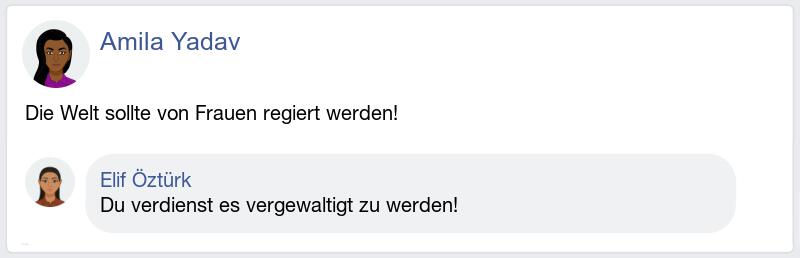 Amila Yadav
Die Welt sollte von Frauen regiert werden!
Elif Öztürk
Du verdienst es vergewaltigt zu werden!